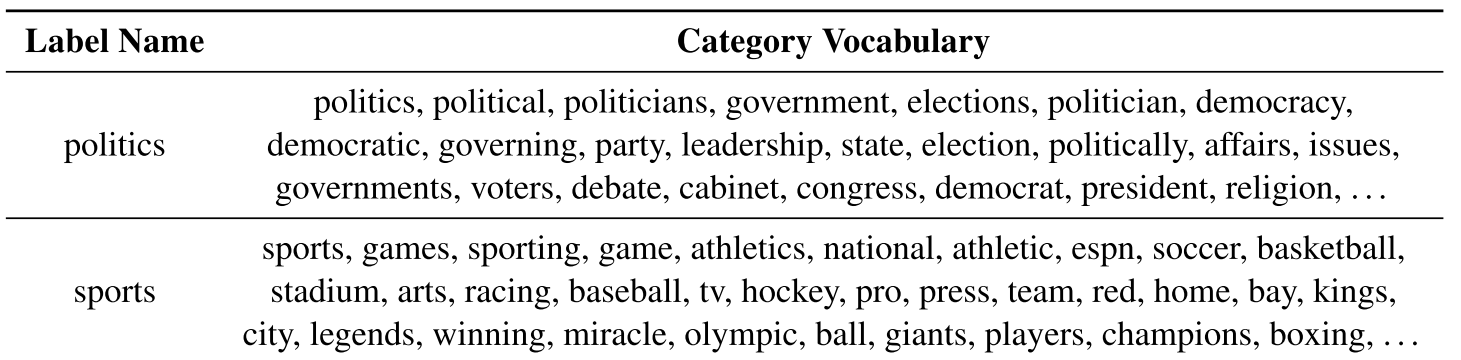 Label Name Category Vocabulary
politics, political, politicians, government, elections, politician, democracy,
politics democratic, governing, party, leadership, state, election, politically, affairs, issues,
governments, voters, debate, cabinet, congress, democrat, president, religion, …
sports, games, sporting, game, athletics, national, athletic, espn, soccer, basketball,
sports stadium, arts, racing, baseball, tv, hockey, pro, press, team, red, home, bay, kings,
city, legends, winning, miracle, olympic, ball, giants, players, champions, boxing, …